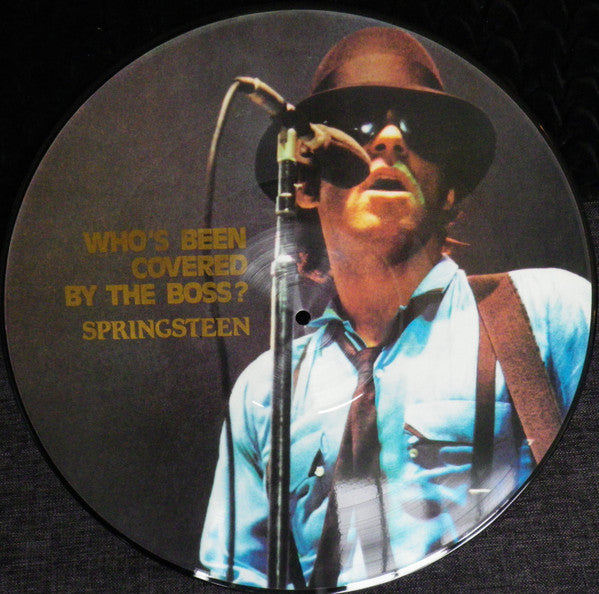 WHO'S BEEN
COVERED
BY THE BOSS?
SPRINGSTEEN